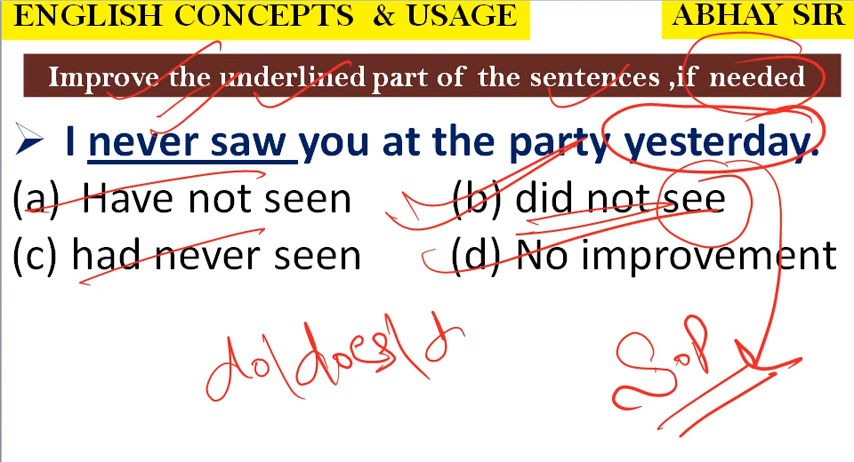 ENGLISH CONCEPTS & USAGE ABHAY SIR
Improve the underlined part of the sentences ,if needed
➤ I never saw you at the party yesterday.
(a) Have not seen (b) did not see
(c) had never seen (d) No improvement
do/does/d
S.P